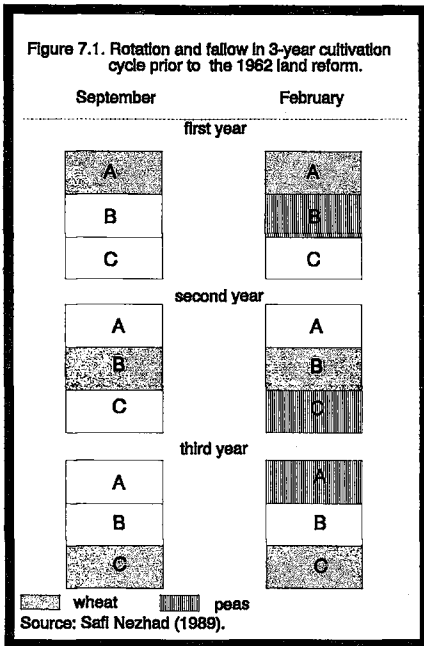 Figure 7.1. Rotation and fallow in 3-year cultivation
cycle prior to the 1962 land reform.
September February
first year
A A
B B
C C
second year
A A
B B
C C
third year
A A
B B
C C
wheat peas
Source: Safi Nezhad (1989).